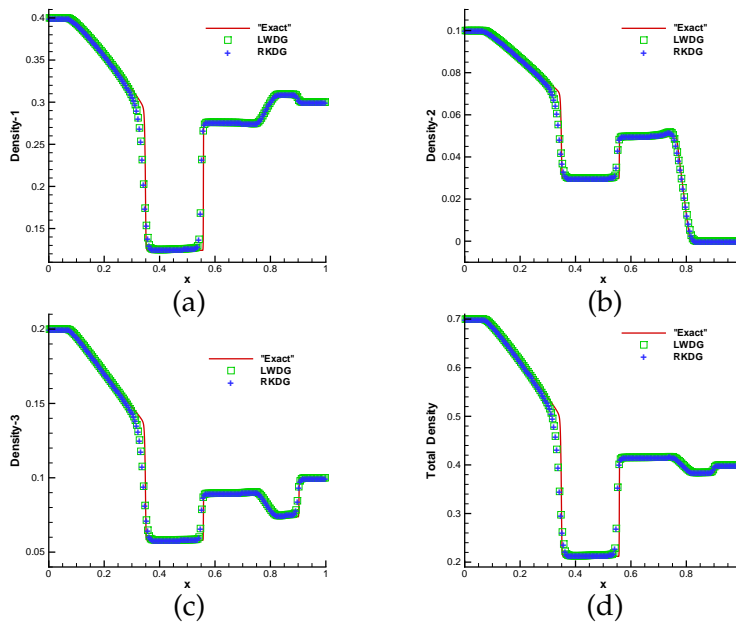 Density-1
0.4
0.3
0.2
0.15
0 0.2 0.4 0.6 0.8 1
x
"Exact"
LWDG
RKDG
(a)
Density-2
0.1
0.08
0.06
0.04
0.02
0
0 0.2 0.4 0.6 0.8
x
"Exact"
LWDG
RKDG
(b)
Density-3
0.2
0.15
0.1
0.05
0 0.2 0.4 0.6 0.8 1
x
"Exact"
LWDG
RKDG
(c)
Total Density
0.7
0.6
0.5
0.4
0.3
0.2
0 0.2 0.4 0.6 0.8
x
"Exact"
LWDG
RKDG
(d)